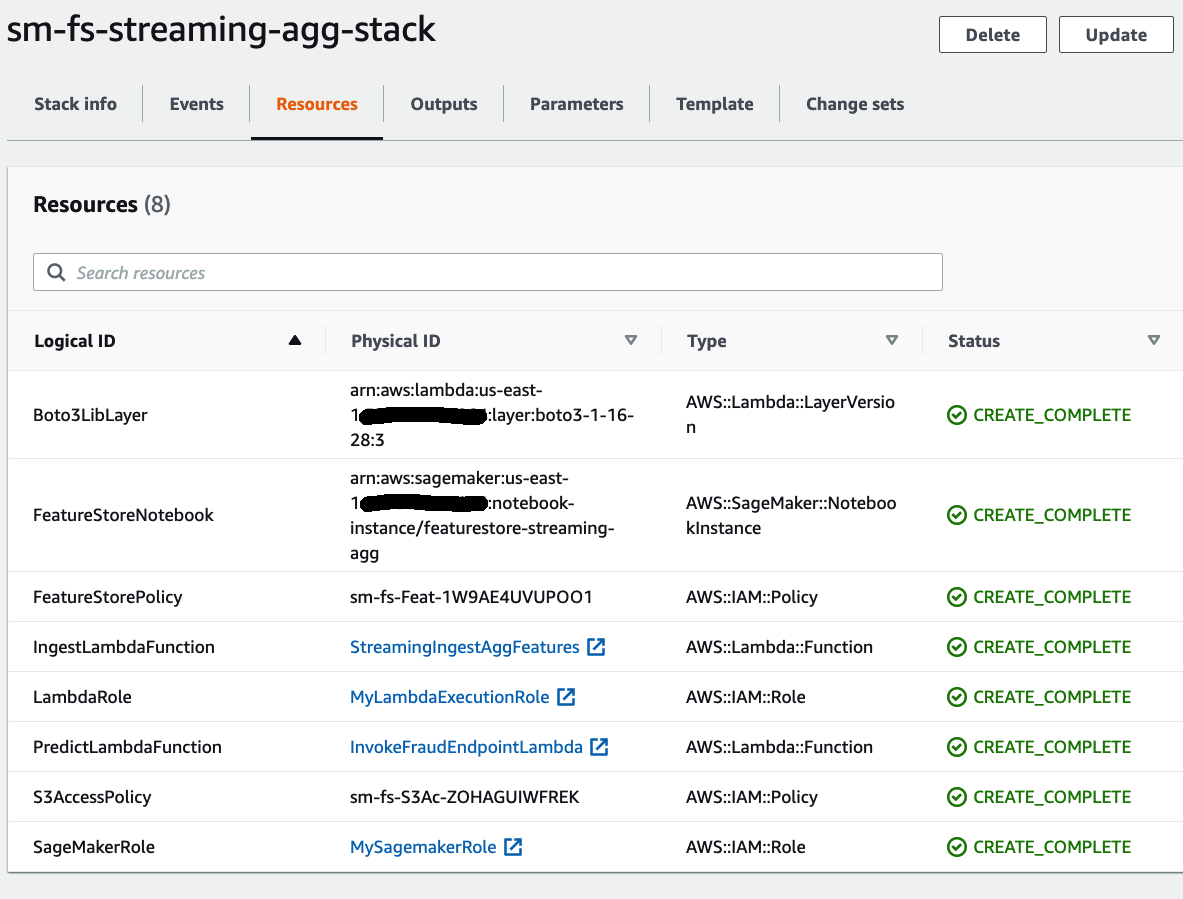 sm-fs-streaming-agg-stack
Delete
Update
Stack info
Events
Resources
Outputs
Parameters
Template
Change sets
Resources (8)
Search resources
Logical ID
Physical ID
Type
Status
Boto3LibLayer
arn:aws:lambda:us-east-
1
:layer:boto3-1-16-
28:3
AWS::Lambda::LayerVersio
n
CREATE_COMPLETE
FeatureStoreNotebook
arn:aws:sagemaker:us-east-
1
:notebook-
instance/featurestore-streaming-
agg
AWS::SageMaker::Noteboo
kInstance
CREATE_COMPLETE
FeatureStorePolicy
sm-fs-Feat-1W9AE4UVUPOO1
AWS::IAM::Policy
CREATE_COMPLETE
IngestLambdaFunction
StreamingIngestAggFeatures
AWS::Lambda::Function
CREATE_COMPLETE
LambdaRole
MyLambdaExecutionRole
AWS::IAM::Role
CREATE_COMPLETE
PredictLambdaFunction
InvokeFraudEndpointLambda
AWS::Lambda::Function
CREATE_COMPLETE
S3AccessPolicy
sm-fs-S3Ac-ZOHAGUIWFREK
AWS::IAM::Policy
CREATE_COMPLETE
SageMakerRole
MySagemakerRole
AWS::IAM::Role
CREATE_COMPLETE